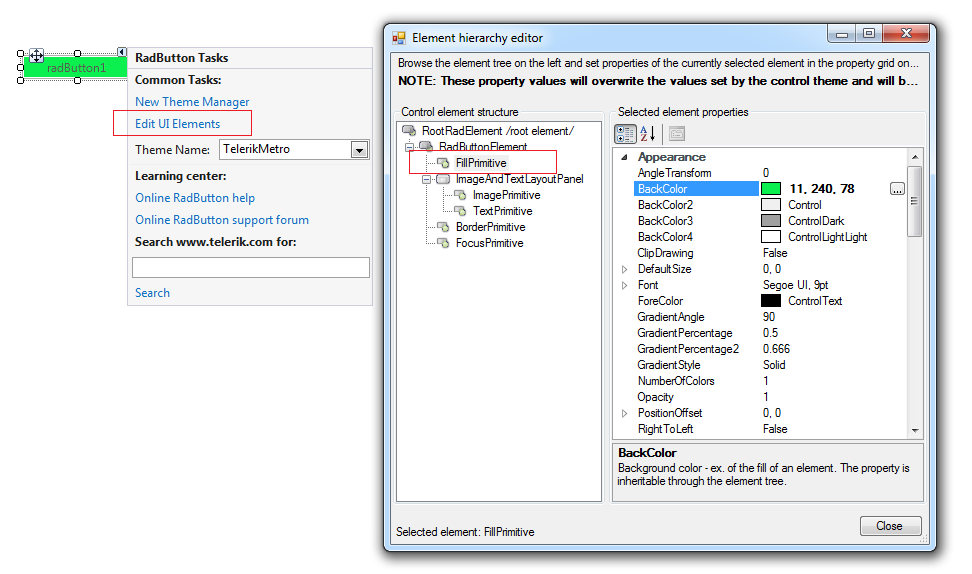 radButton1
RadButton Tasks
Common Tasks:
New Theme Manager
Edit UI Elements
Theme Name: TelerikMetro
Learning center:
Online RadButton help
Online RadButton support forum
Search www.telerik.com for:
Search
Element hierarchy editor
Browse the element tree on the left and set properties of the currently selected element in the property grid on...
NOTE: These property values will overwrite the values set by the control theme and will b...
Control element structure
RootRadElement /root element/
RadButtonElement
FillPrimitive
ImageAndTextLayoutPanel
ImagePrimitive
TextPrimitive
BorderPrimitive
FocusPrimitive
Selected element: FillPrimitive
Selected element properties
Appearance
AngleTransform 0
BackColor 11, 240, 78 ...
BackColor2 Control
BackColor3 ControlDark
BackColor4 ControlLightLight
ClipDrawing False
DefaultSize 0, 0
Font Segoe UI, 9pt
ForeColor ControlText
GradientAngle 90
GradientPercentage 0.5
GradientPercentage2 0.666
GradientStyle Solid
NumberOfColors 1
Opacity 1
PositionOffset 0, 0
RightToLeft False
BackColor
Background color - ex. of the fill of an element. The property is
inheritable through the element tree.
Close